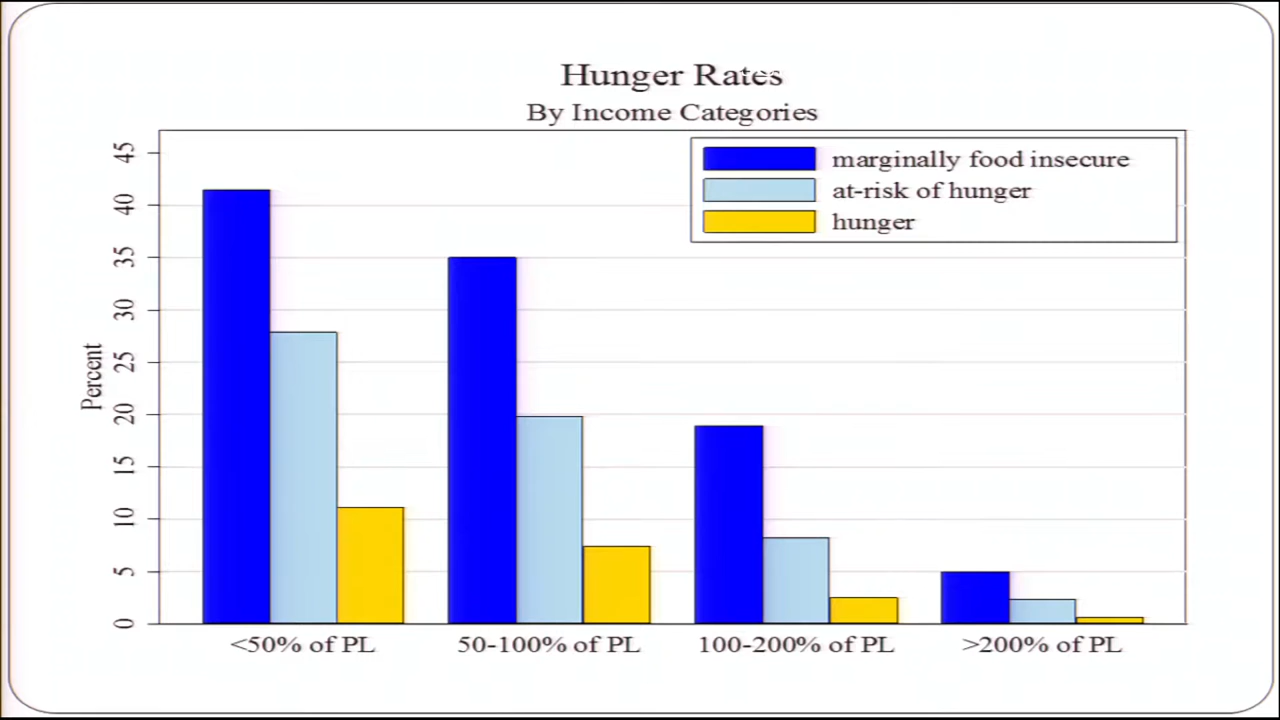 Hunger Rates
By Income Categories
marginally food insecure
at-risk of hunger
hunger
Percent
45
40
35
30
25
20
15
10
5
0
<50% of PL 50-100% of PL 100-200% of PL >200% of PL